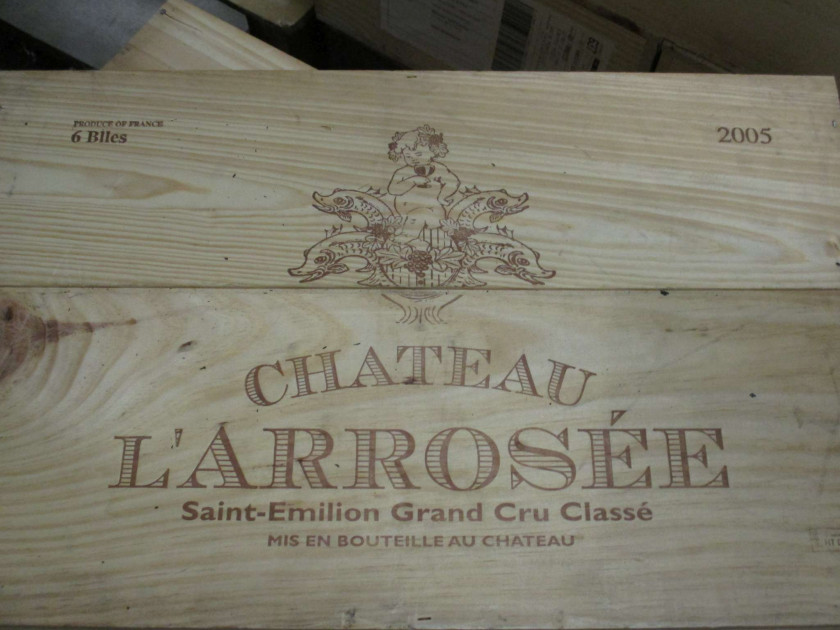 PRODUCE OF FRANCE
6 Blles
2005
CHATEAU
L'ARROSÉE
Saint-Emilion Grand Cru Classé
MIS EN BOUTEILLE AU CHATEAU